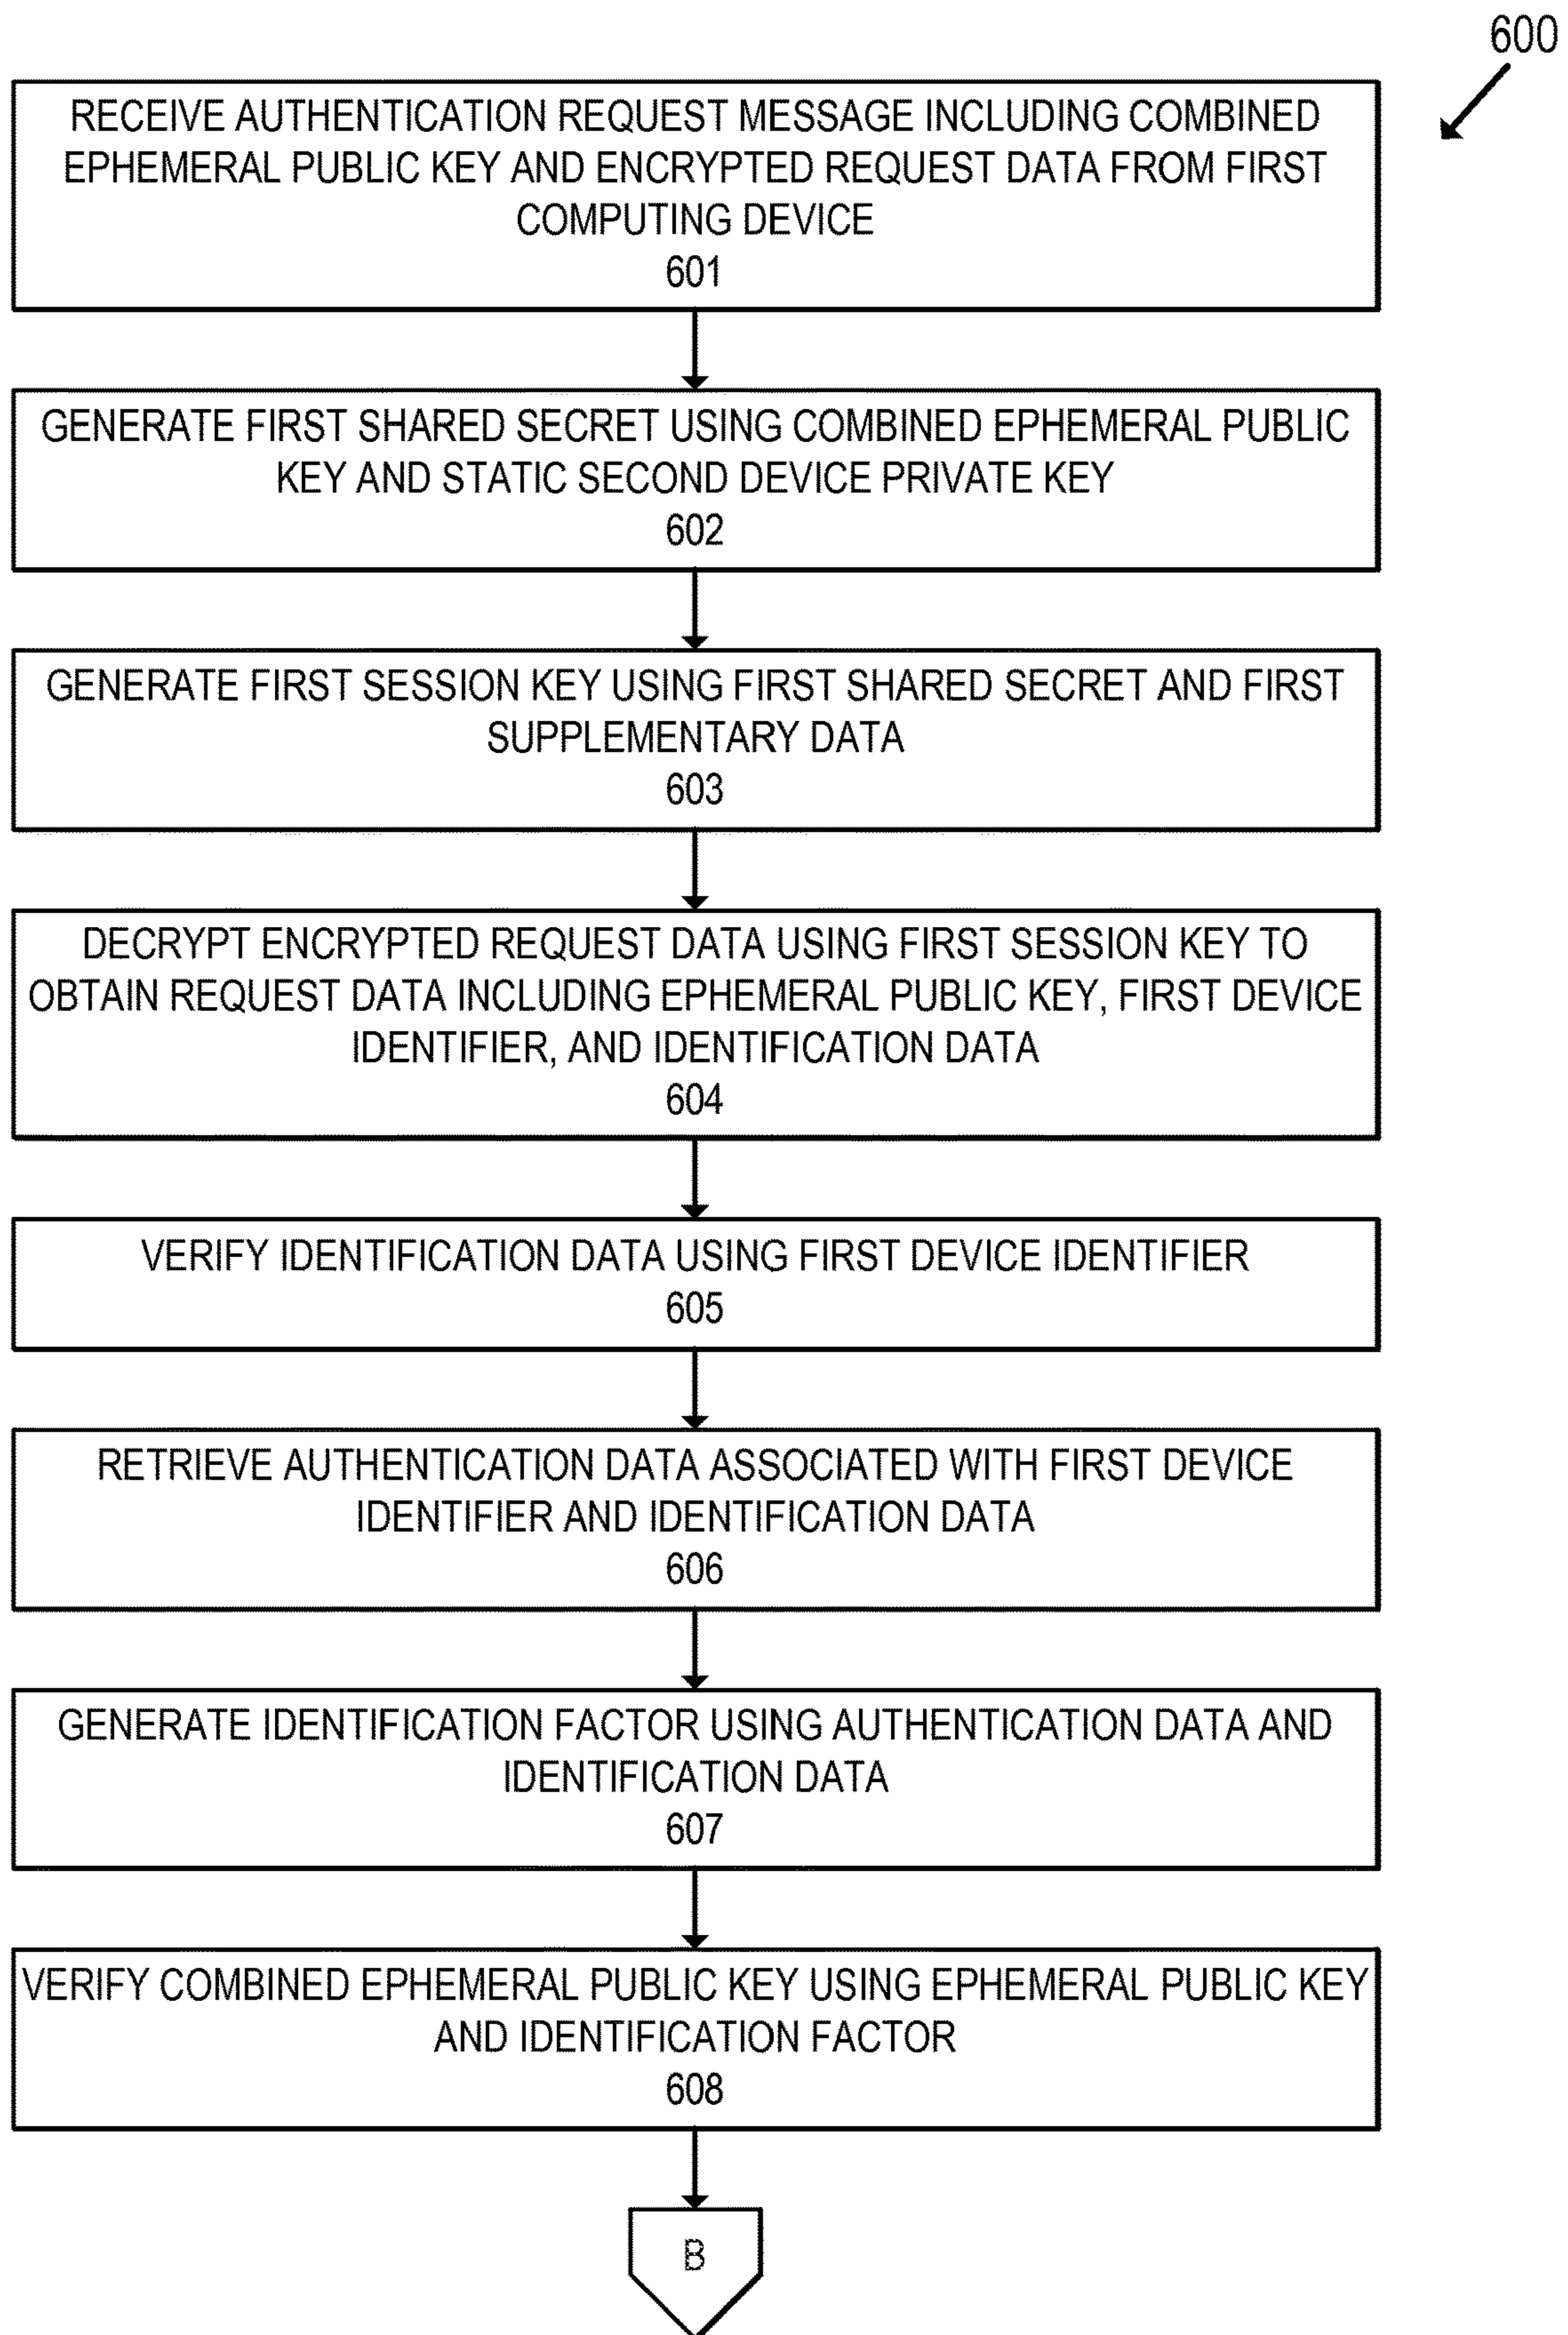 600
RECEIVE AUTHENTICATION REQUEST MESSAGE INCLUDING COMBINED
EPHEMERAL PUBLIC KEY AND ENCRYPTED REQUEST DATA FROM FIRST
COMPUTING DEVICE
601
GENERATE FIRST SHARED SECRET USING COMBINED EPHEMERAL PUBLIC
KEY AND STATIC SECOND DEVICE PRIVATE KEY
602
GENERATE FIRST SESSION KEY USING FIRST SHARED SECRET AND FIRST
SUPPLEMENTARY DATA
603
DECRYPT ENCRYPTED REQUEST DATA USING FIRST SESSION KEY TO
OBTAIN REQUEST DATA INCLUDING EPHEMERAL PUBLIC KEY, FIRST DEVICE
IDENTIFIER, AND IDENTIFICATION DATA
604
VERIFY IDENTIFICATION DATA USING FIRST DEVICE IDENTIFIER
605
RETRIEVE AUTHENTICATION DATA ASSOCIATED WITH FIRST DEVICE
IDENTIFIER AND IDENTIFICATION DATA
606
GENERATE IDENTIFICATION FACTOR USING AUTHENTICATION DATA AND
IDENTIFICATION DATA
607
VERIFY COMBINED EPHEMERAL PUBLIC KEY USING EPHEMERAL PUBLIC KEY
AND IDENTIFICATION FACTOR
608
B